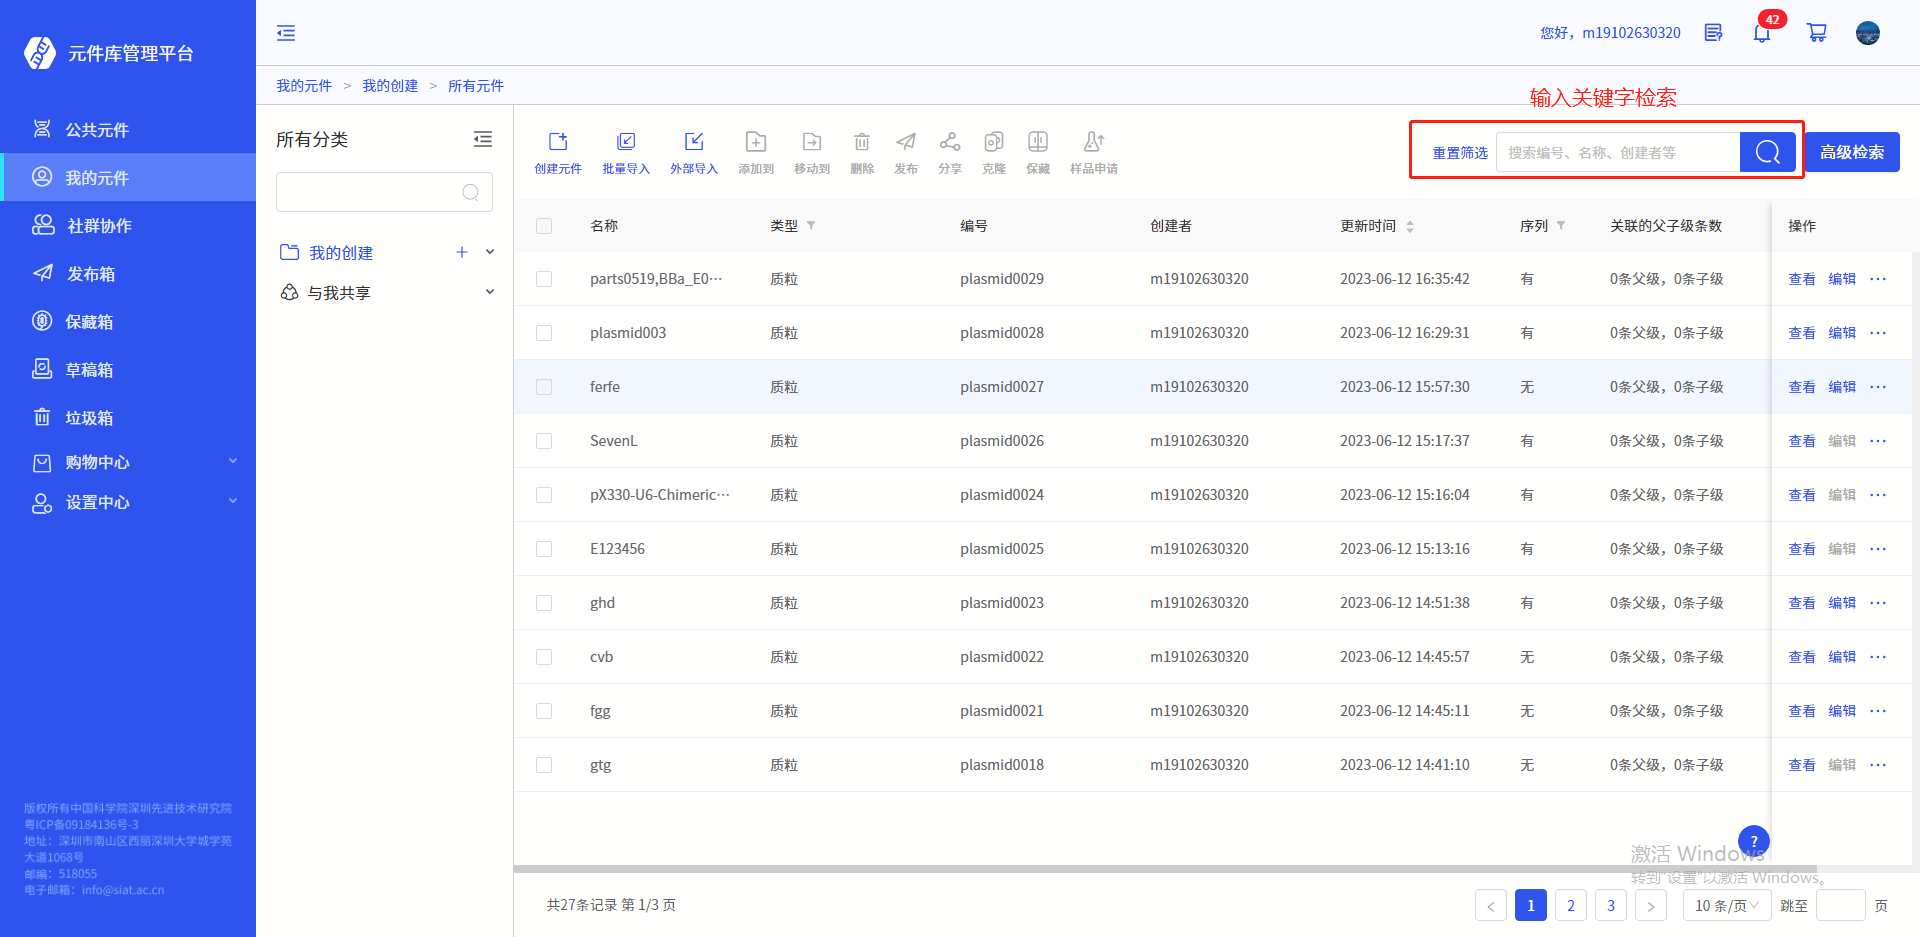 元件库管理平台
公共元件
我的元件
社群协作
发布箱
保藏箱
草稿箱
垃圾箱
购物中心
设置中心
版权所有中国科学院深圳先进技术研究院
粤ICP备09184136号-3
地址：深圳市南山区西丽深圳大学城学苑
大道1068号
邮编：518055
电子邮箱：info@siat.ac.cn
您好，m19102630320
42
我的元件 > 我的创建 > 所有元件
输入关键字检索
所有分类
我的创建
与我共享
创建元件 批量导入 外部导入 添加到 移动到 删除 发布 分享 克隆 保藏 样品申请
重置筛选 搜索编号、名称、创建者等 高级检索
名称 类型 编号 创建者 更新时间 序列 关联的父子级条数 操作
parts0519,BBa_E0··· 质粒 plasmid0029 m19102630320 2023-06-12 16:35:42 有 0条父级，0条子级 查看 编辑 ···
plasmid003 质粒 plasmid0028 m19102630320 2023-06-12 16:29:31 有 0条父级，0条子级 查看 编辑 ···
ferfe 质粒 plasmid0027 m19102630320 2023-06-12 15:57:30 无 0条父级，0条子级 查看 编辑 ···
SevenL 质粒 plasmid0026 m19102630320 2023-06-12 15:17:37 有 0条父级，0条子级 查看 编辑 ···
pX330-U6-Chimeric··· 质粒 plasmid0024 m19102630320 2023-06-12 15:16:04 有 0条父级，0条子级 查看 编辑 ···
E123456 质粒 plasmid0025 m19102630320 2023-06-12 15:13:16 有 0条父级，0条子级 查看 编辑 ···
ghd 质粒 plasmid0023 m19102630320 2023-06-12 14:51:38 有 0条父级，0条子级 查看 编辑 ···
cvb 质粒 plasmid0022 m19102630320 2023-06-12 14:45:57 无 0条父级，0条子级 查看 编辑 ···
fgg 质粒 plasmid0021 m19102630320 2023-06-12 14:45:11 无 0条父级，0条子级 查看 编辑 ···
gtg 质粒 plasmid0018 m19102630320 2023-06-12 14:41:10 无 0条父级，0条子级 查看 编辑 ···
?
激活 Windows
转到"设置"以激活 Windows。
共27条记录 第 1/3 页
< 1 2 3 > 10 条/页 跳至 页